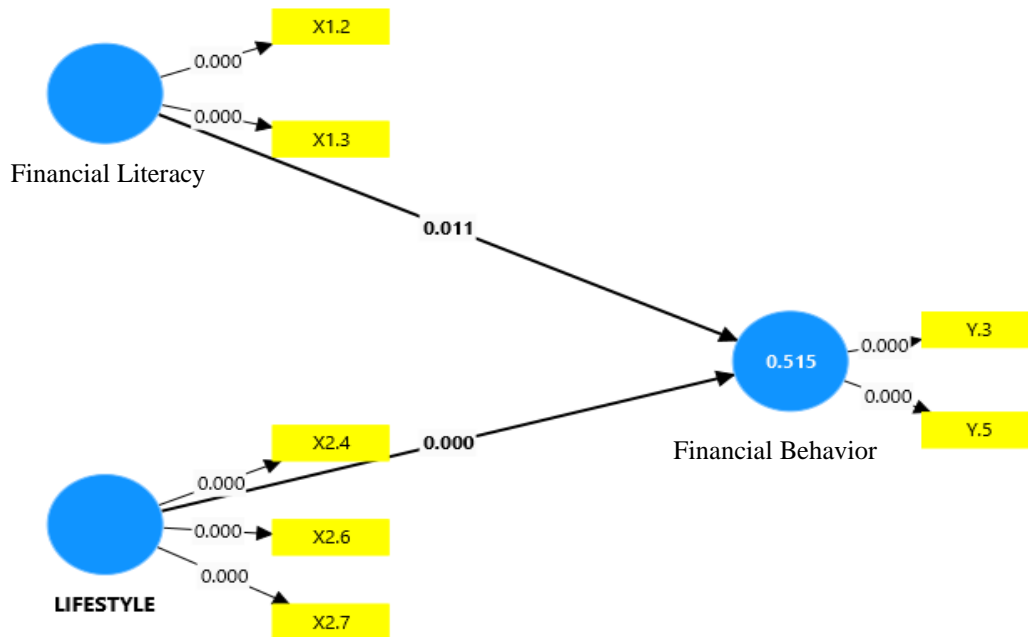 X1.2
0.000
0.000
X1.3
Financial Literacy
0.011
Y.3
0.000
0.515
0.000
Y.5
Financial Behavior
X2.4
0.000
0.000
0.000
X2.6
0.000
LIFESTYLE
X2.7